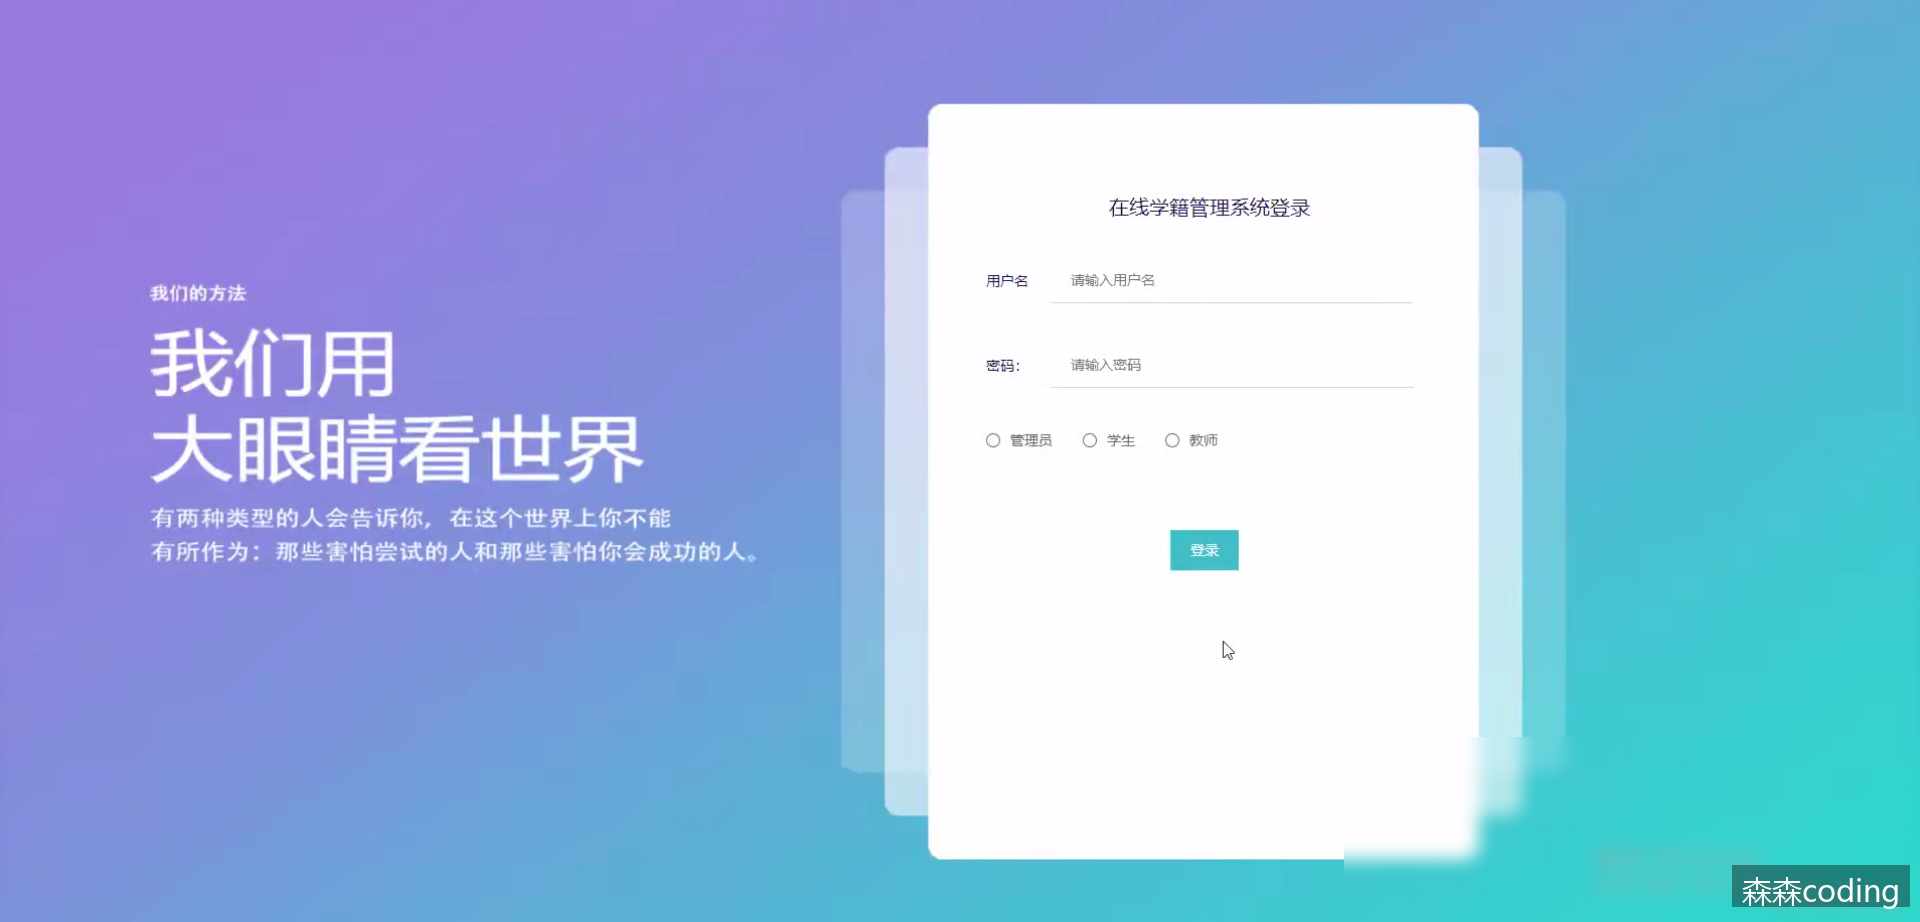 我们的方法
我们用
大眼睛看世界
有两种类型的人会告诉你，在这个世界上你不能
有所作为：那些害怕尝试的人和那些害怕你会成功的人。
在线学籍管理系统登录
用户名 请输入用户名
密码： 请输入密码
管理员 学生 教师
登录
森森coding